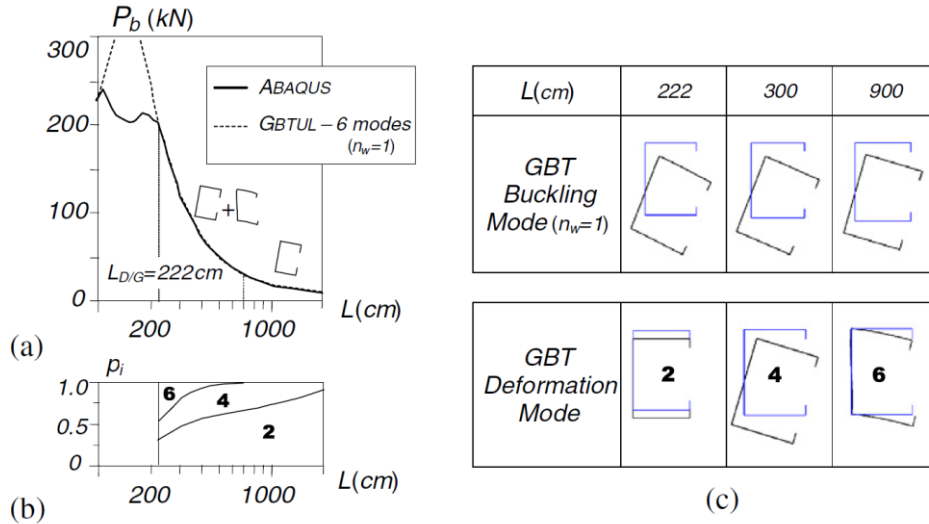 P_b (kN)
300
200
100
0
ABAQUS
GBTUL – 6 modes
(n_w=1)
+
L_D/G=222cm
200
1000
L(cm)
(a)
p_i
1.0
0.5
0
6
4
2
200
1000
L(cm)
(b)
L(cm) 222 300 900
GBT
Buckling
Mode (n_w=1)
GBT
Deformation
Mode
2 4 6
(c)